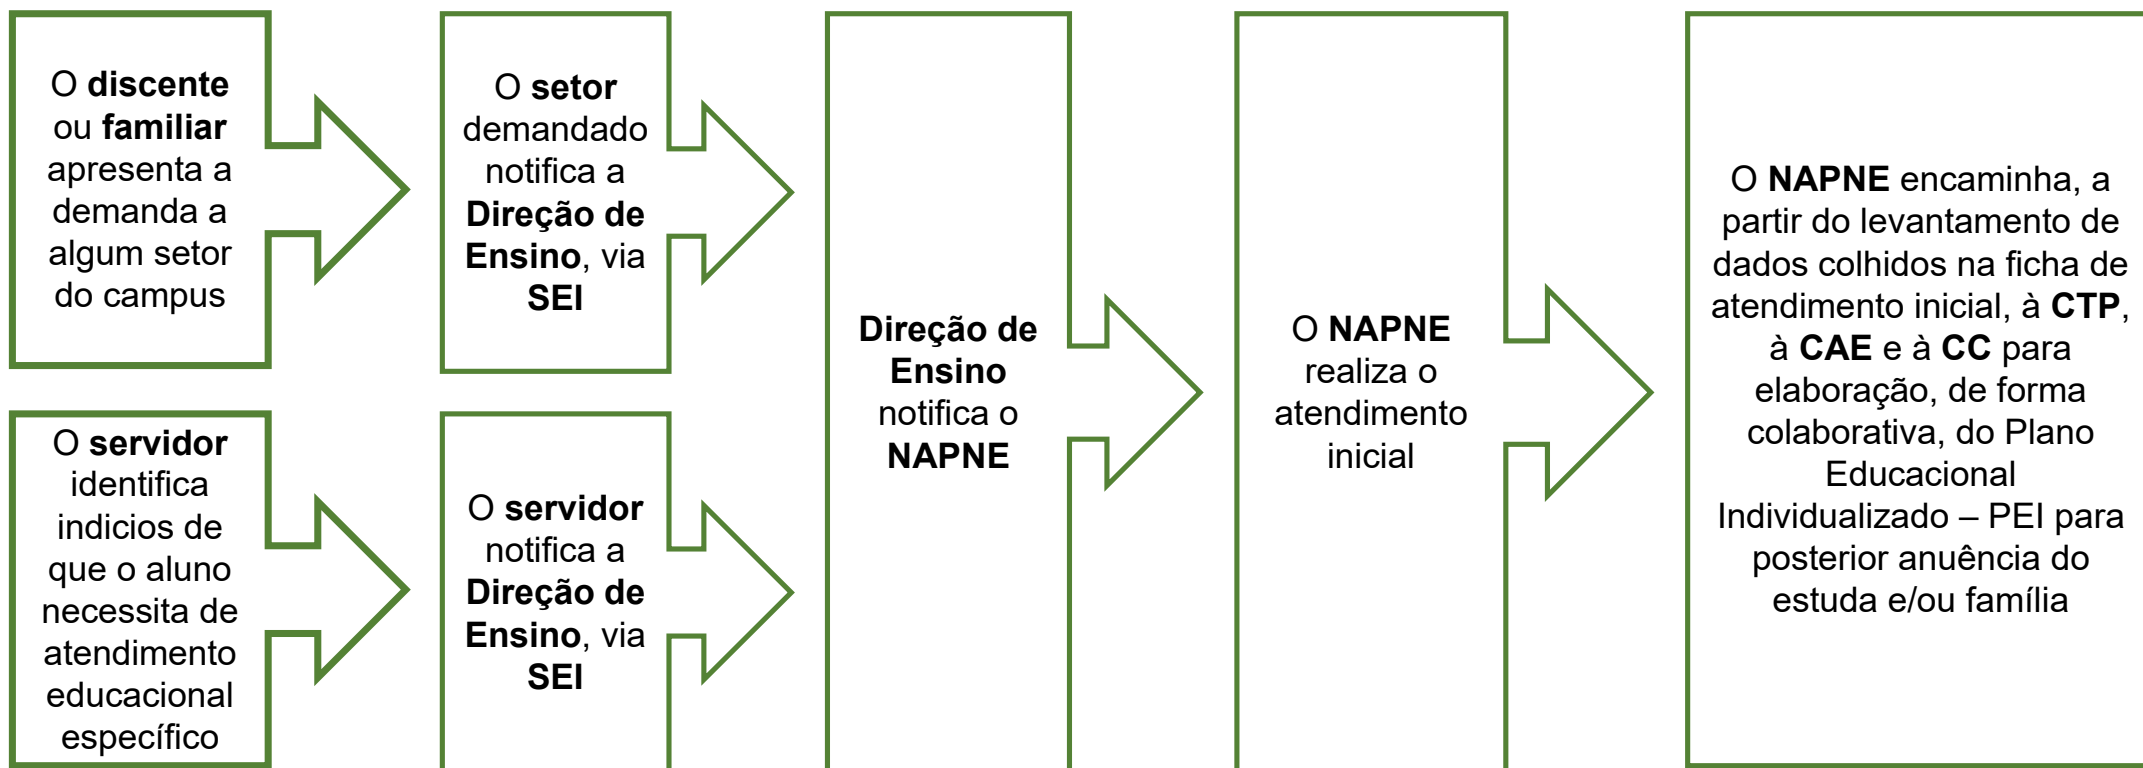 O discente
ou familiar
apresenta a
demanda a
algum setor
do campus
O setor
demandado
notifica a
Direção de
Ensino, via
SEI
O servidor
identifica
indicios de
que o aluno
necessita de
atendimento
educacional
específico
O servidor
notifica a
Direção de
Ensino, via
SEI
Direção de
Ensino
notifica o
NAPNE
O NAPNE
realiza o
atendimento
inicial
O NAPNE encaminha, a
partir do levantamento de
dados colhidos na ficha de
atendimento inicial, à CTP,
à CAE e à CC para
elaboração, de forma
colaborativa, do Plano
Educacional
Individualizado – PEI para
posterior anuência do
estuda e/ou família